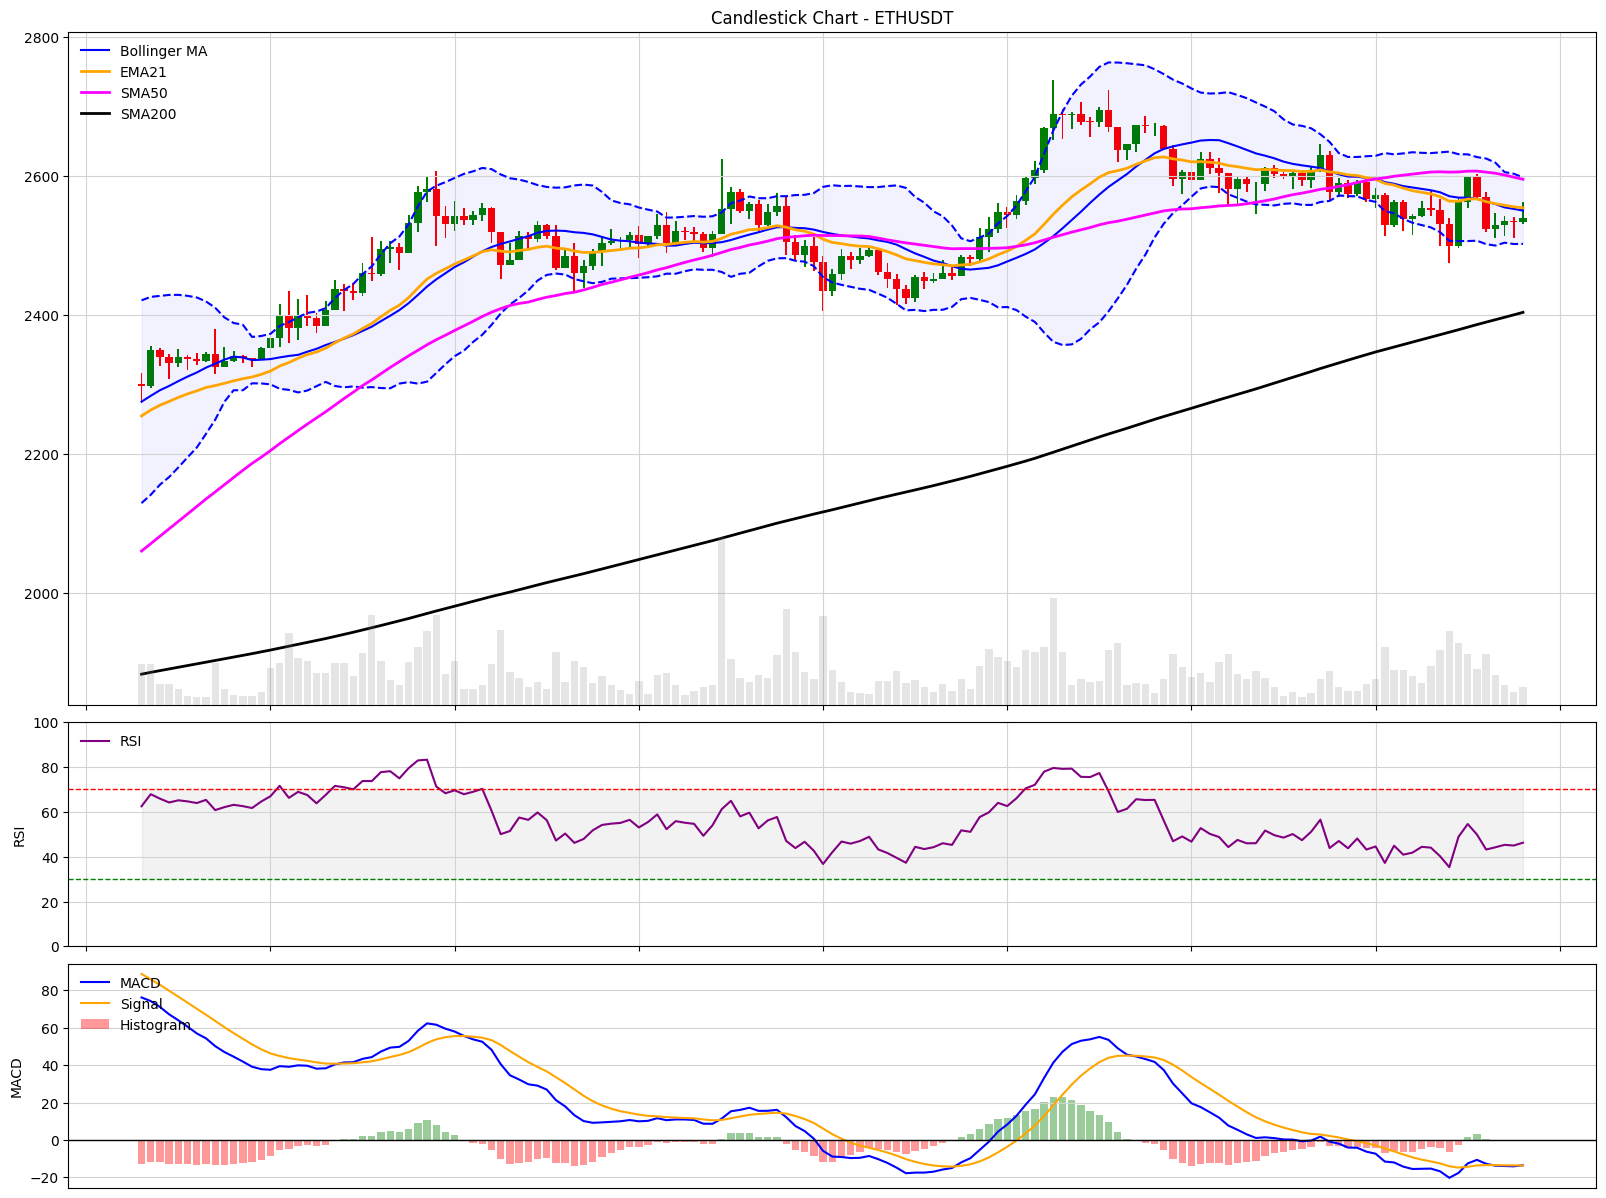 Candlestick Chart - ETHUSDT
2800
2600
2400
2200
2000
Bollinger MA
EMA21
SMA50
SMA200
100
80
60
40
20
0
RSI
RSI
80
60
40
20
0
−20
MACD
MACD
Signal
Histogram